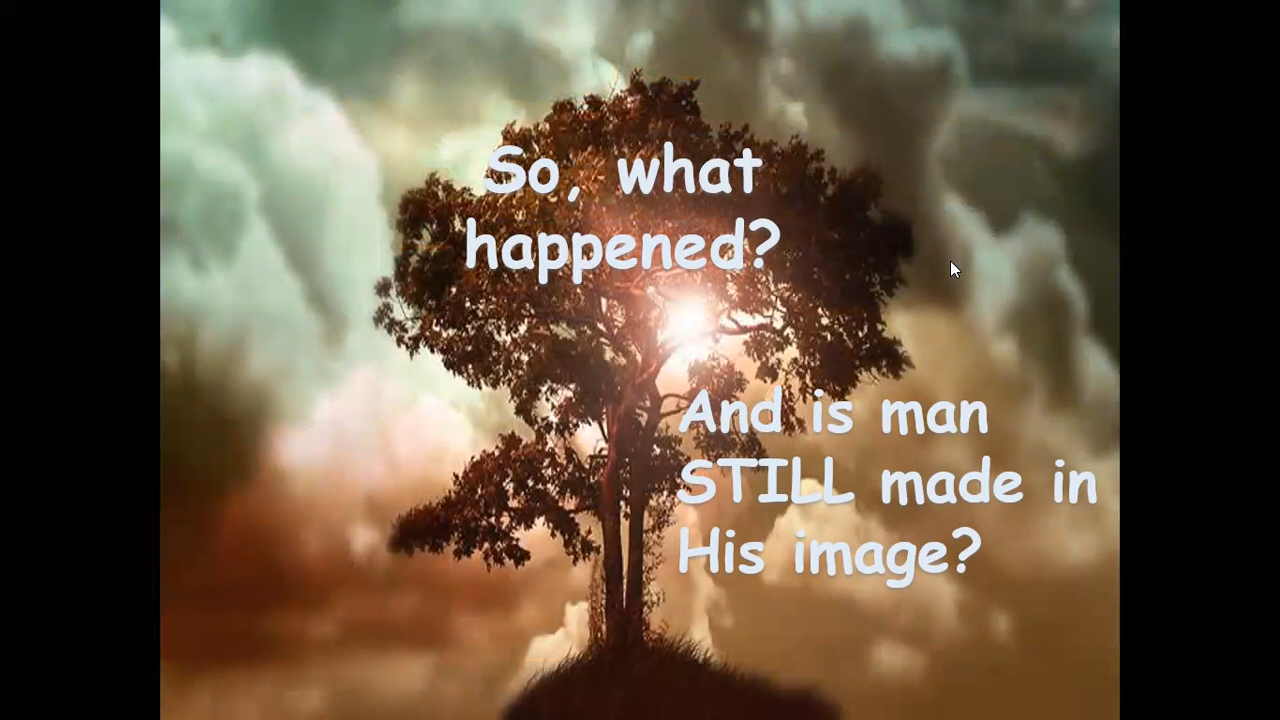 So, what
happened?
And is man
STILL made in
His image?